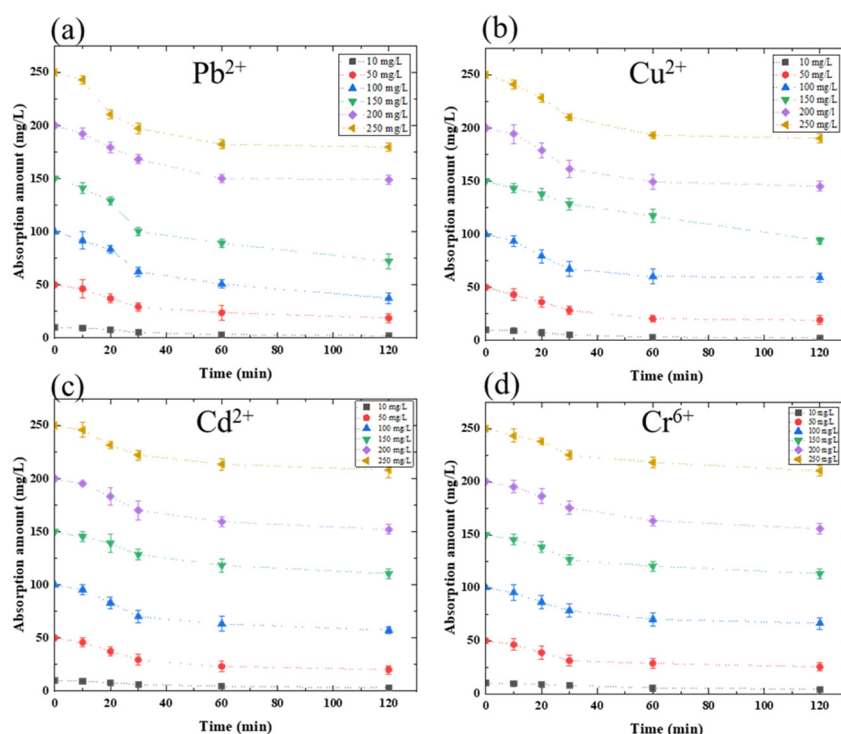 (a)
Pb2+
10 mg/L
50 mg/L
100 mg/L
150 mg/L
200 mg/L
250 mg/L
Absorption amount (mg/L)
250
200
150
100
50
0
0 20 40 60 80 100 120
Time (min)
(b)
Cu2+
10 mg/L
50 mg/L
100 mg/L
150 mg/L
200 mg/l
250 mg/L
Absorption amount (mg/L)
250
200
150
100
50
0
0 20 40 60 80 100 120
Time (min)
(c)
Cd2+
10 mg/L
50 mg/L
100 mg/L
150 mg/L
200 mg/L
250 mg/L
Absorption amount (mg/L)
250
200
150
100
50
0
0 20 40 60 80 100 120
Time (min)
(d)
Cr6+
10 mg/L
50 mg/L
100 mg/L
150 mg/L
200 mg/L
250 mg/L
Absorption amount (mg/L)
250
200
150
100
50
0
0 20 40 60 80 100 120
Time (min)